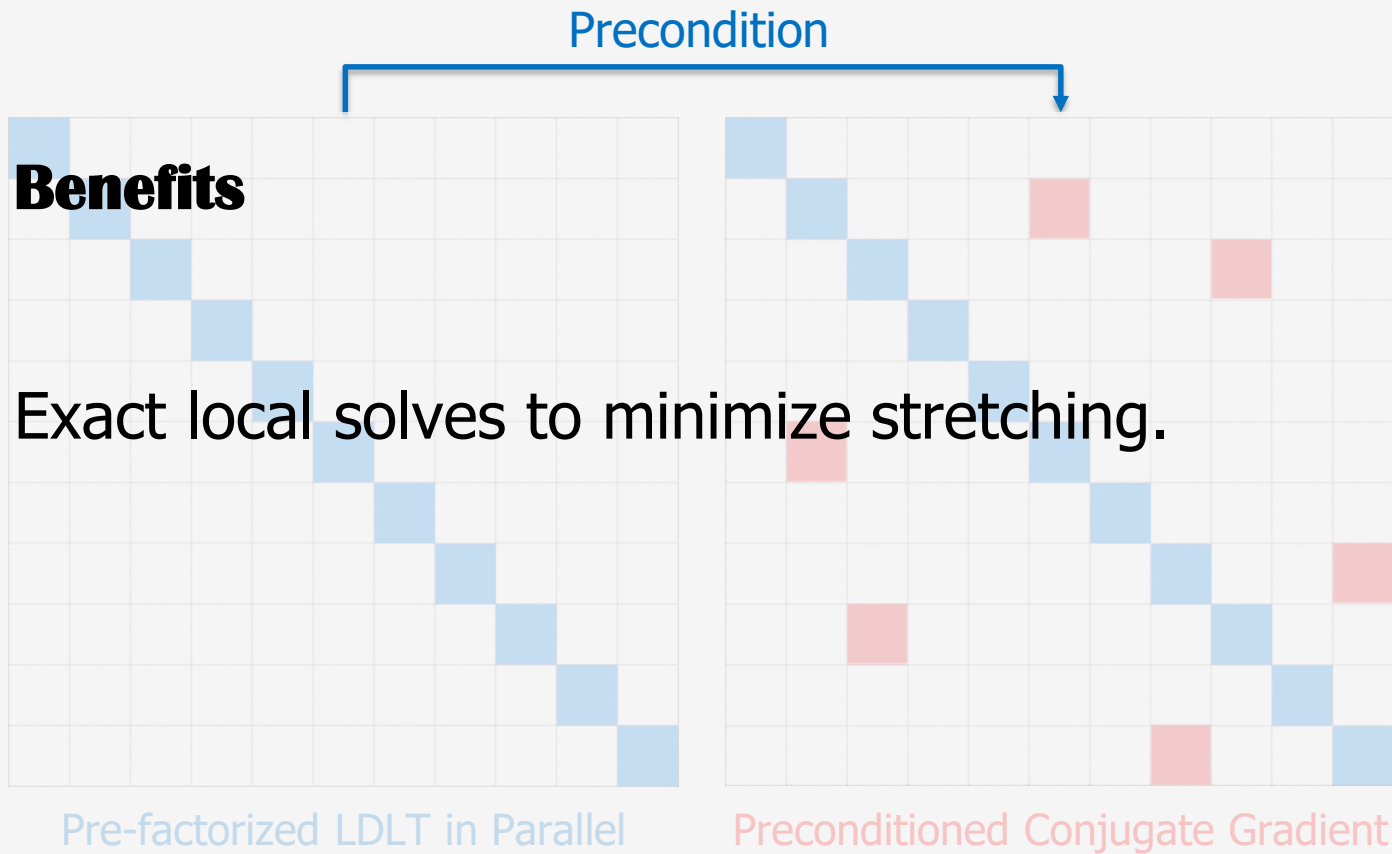 Precondition
Benefits
Exact local solves to minimize stretching.
Pre-factorized LDLT in Parallel
Preconditioned Conjugate Gradient